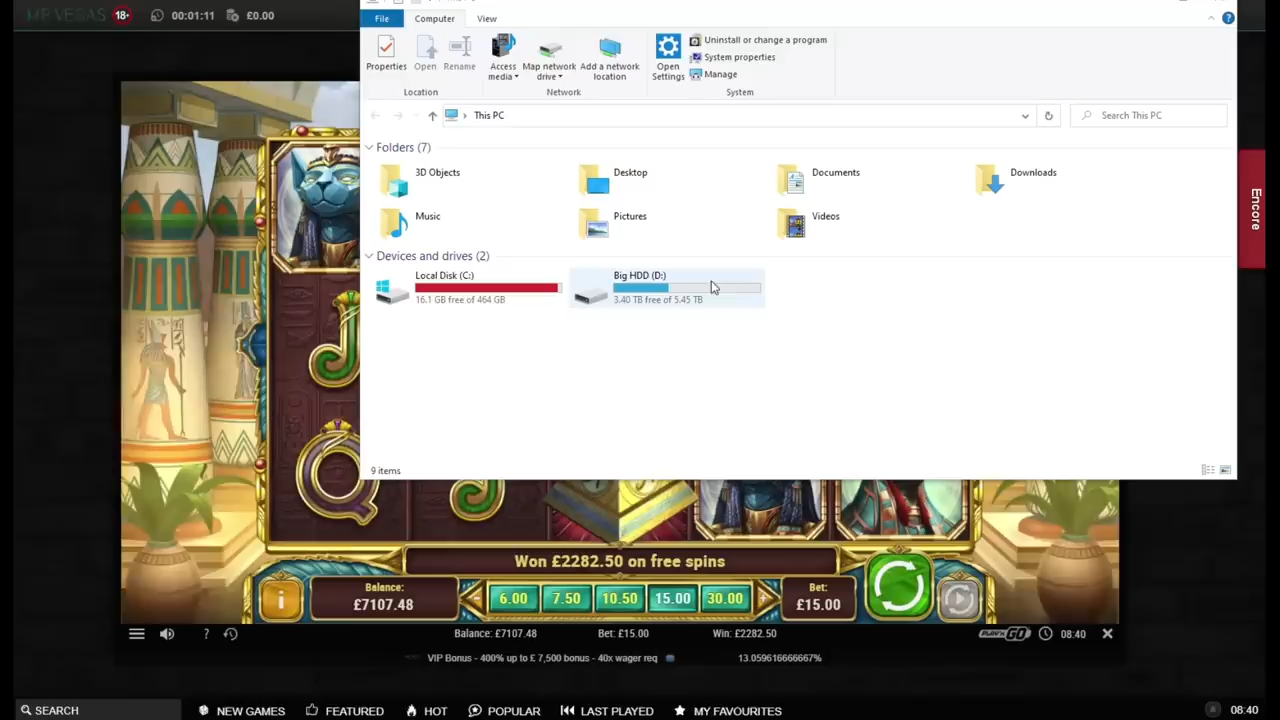 MR VEGAS 18+ 00:01:11 £0.00
File Computer View
Properties Open Rename Access media Map network drive Add a network location Open Settings Uninstall or change a program
System properties
Manage
Location Network System
This PC Search This PC
Folders (7)
3D Objects Desktop Documents Downloads
Music Pictures Videos
Devices and drives (2)
Local Disk (C:) Big HDD (D:)
16.1 GB free of 464 GB 3.40 TB free of 5.45 TB
Encore
9 items
J
Q J
Won £2282.50 on free spins
Balance:
£7107.48
6.00 7.50 10.50 15.00 30.00
Bet:
£15.00
? Balance: £7107.48 Bet: £15.00 Win: £2282.50 PLAY'N GO 08:40
VIP Bonus - 400% up to £ 7,500 bonus - 40x wager req 13.059616666667%
SEARCH NEW GAMES FEATURED HOT POPULAR LAST PLAYED MY FAVOURITES 08:40